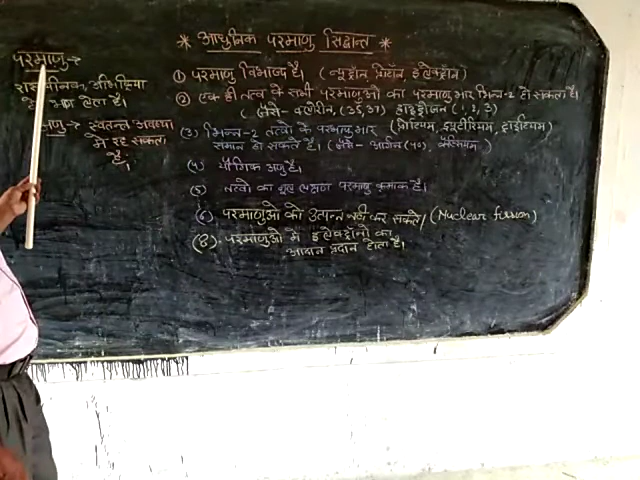 * आधुनिक परमाणु सिद्धान्त *
परमाणु →
रासायनिक अभिक्रिया
मे भाग लेता है।
अणु → स्वतन्त्र अवस्था
मे रह सकता
है।
(1) परमाणु विभाज्य है। (न्यूट्रॉन, प्रोटॉन इलेक्ट्रॉन)
(2) एक ही तत्व के सभी परमाणुओ का परमाणु भार भिन्न-2 हो सकता है।
(जैसे- क्लोरीन, (35, 37) हाइड्रोजन (1, 2, 3)
(3) भिन्न-2 तत्वो के परमाणु भार (प्रोटियम, ड्यूटीरियम, ट्राइटियम)
समान हो सकते है। (जैसे- आर्गन (40), कैल्सियम)
(4) यौगिक अणु है।
(5) तत्वो का मूल लक्षण परमाणु क्रमाक है।
(6) परमाणुओ को उत्पन्न कर सकते/ (Nuclear fussion)
(8) परमाणुओ मे इलेक्ट्रॉनो का
आदान प्रदान होता है।